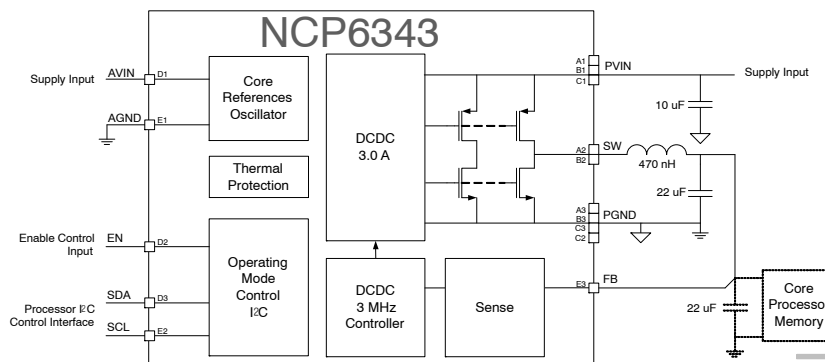 NCP6343
Supply Input
AVIN
D1
AGND
E1
Core
References
Oscillator
Thermal
Protection
Enable Control
Input
EN
D2
Processor I²C
Control Interface
SDA
D3
SCL
E2
Operating
Mode
Control
I²C
DCDC
3.0 A
DCDC
3 MHz
Controller
Sense
A1
B1
C1
PVIN
Supply Input
10 uF
A2
B2
SW
470 nH
22 uF
A3
B3
C3
C2
PGND
E3
FB
22 uF
Core
Processor
Memory